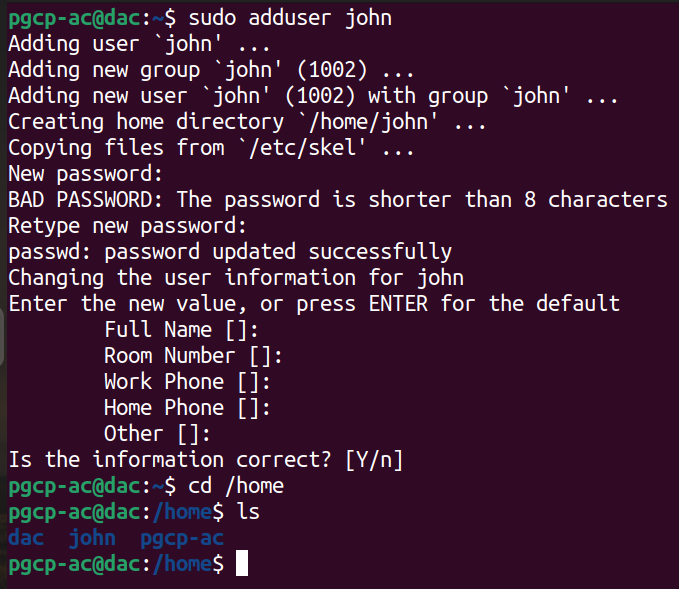 pgcp-ac@dac:~$ sudo adduser john
Adding user `john' ...
Adding new group `john' (1002) ...
Adding new user `john' (1002) with group `john' ...
Creating home directory `/home/john' ...
Copying files from `/etc/skel' ...
New password:
BAD PASSWORD: The password is shorter than 8 characters
Retype new password:
passwd: password updated successfully
Changing the user information for john
Enter the new value, or press ENTER for the default
        Full Name []:
        Room Number []:
        Work Phone []:
        Home Phone []:
        Other []:
Is the information correct? [Y/n]
pgcp-ac@dac:~$ cd /home
pgcp-ac@dac:/home$ ls
dac  john  pgcp-ac
pgcp-ac@dac:/home$